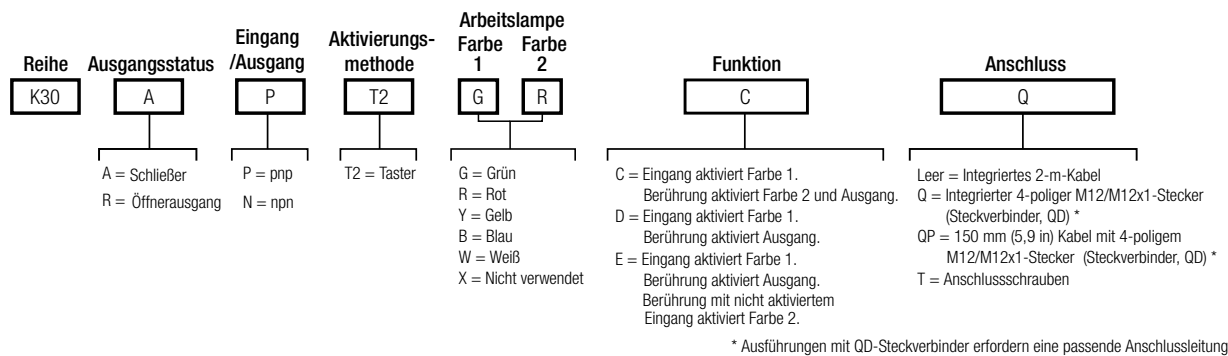 Reihe
K30
Ausgangsstatus
A
A = Schließer
R = Öffnerausgang
Eingang
/Ausgang
P
P = pnp
N = npn
Aktivierungs-
methode
T2
T2 = Taster
Arbeitslampe
Farbe Farbe
1 2
G R
G = Grün
R = Rot
Y = Gelb
B = Blau
W = Weiß
X = Nicht verwendet
Funktion
C
C = Eingang aktiviert Farbe 1.
Berührung aktiviert Farbe 2 und Ausgang.
D = Eingang aktiviert Farbe 1.
Berührung aktiviert Ausgang.
E = Eingang aktiviert Farbe 1.
Berührung aktiviert Ausgang.
Berührung mit nicht aktiviertem
Eingang aktiviert Farbe 2.
Anschluss
Q
Leer = Integriertes 2-m-Kabel
Q = Integrierter 4-poliger M12/M12x1-Stecker
(Steckverbinder, QD) *
QP = 150 mm (5,9 in) Kabel mit 4-poligem
M12/M12x1-Stecker (Steckverbinder, QD) *
T = Anschlussschrauben
* Ausführungen mit QD-Steckverbinder erfordern eine passende Anschlussleitung